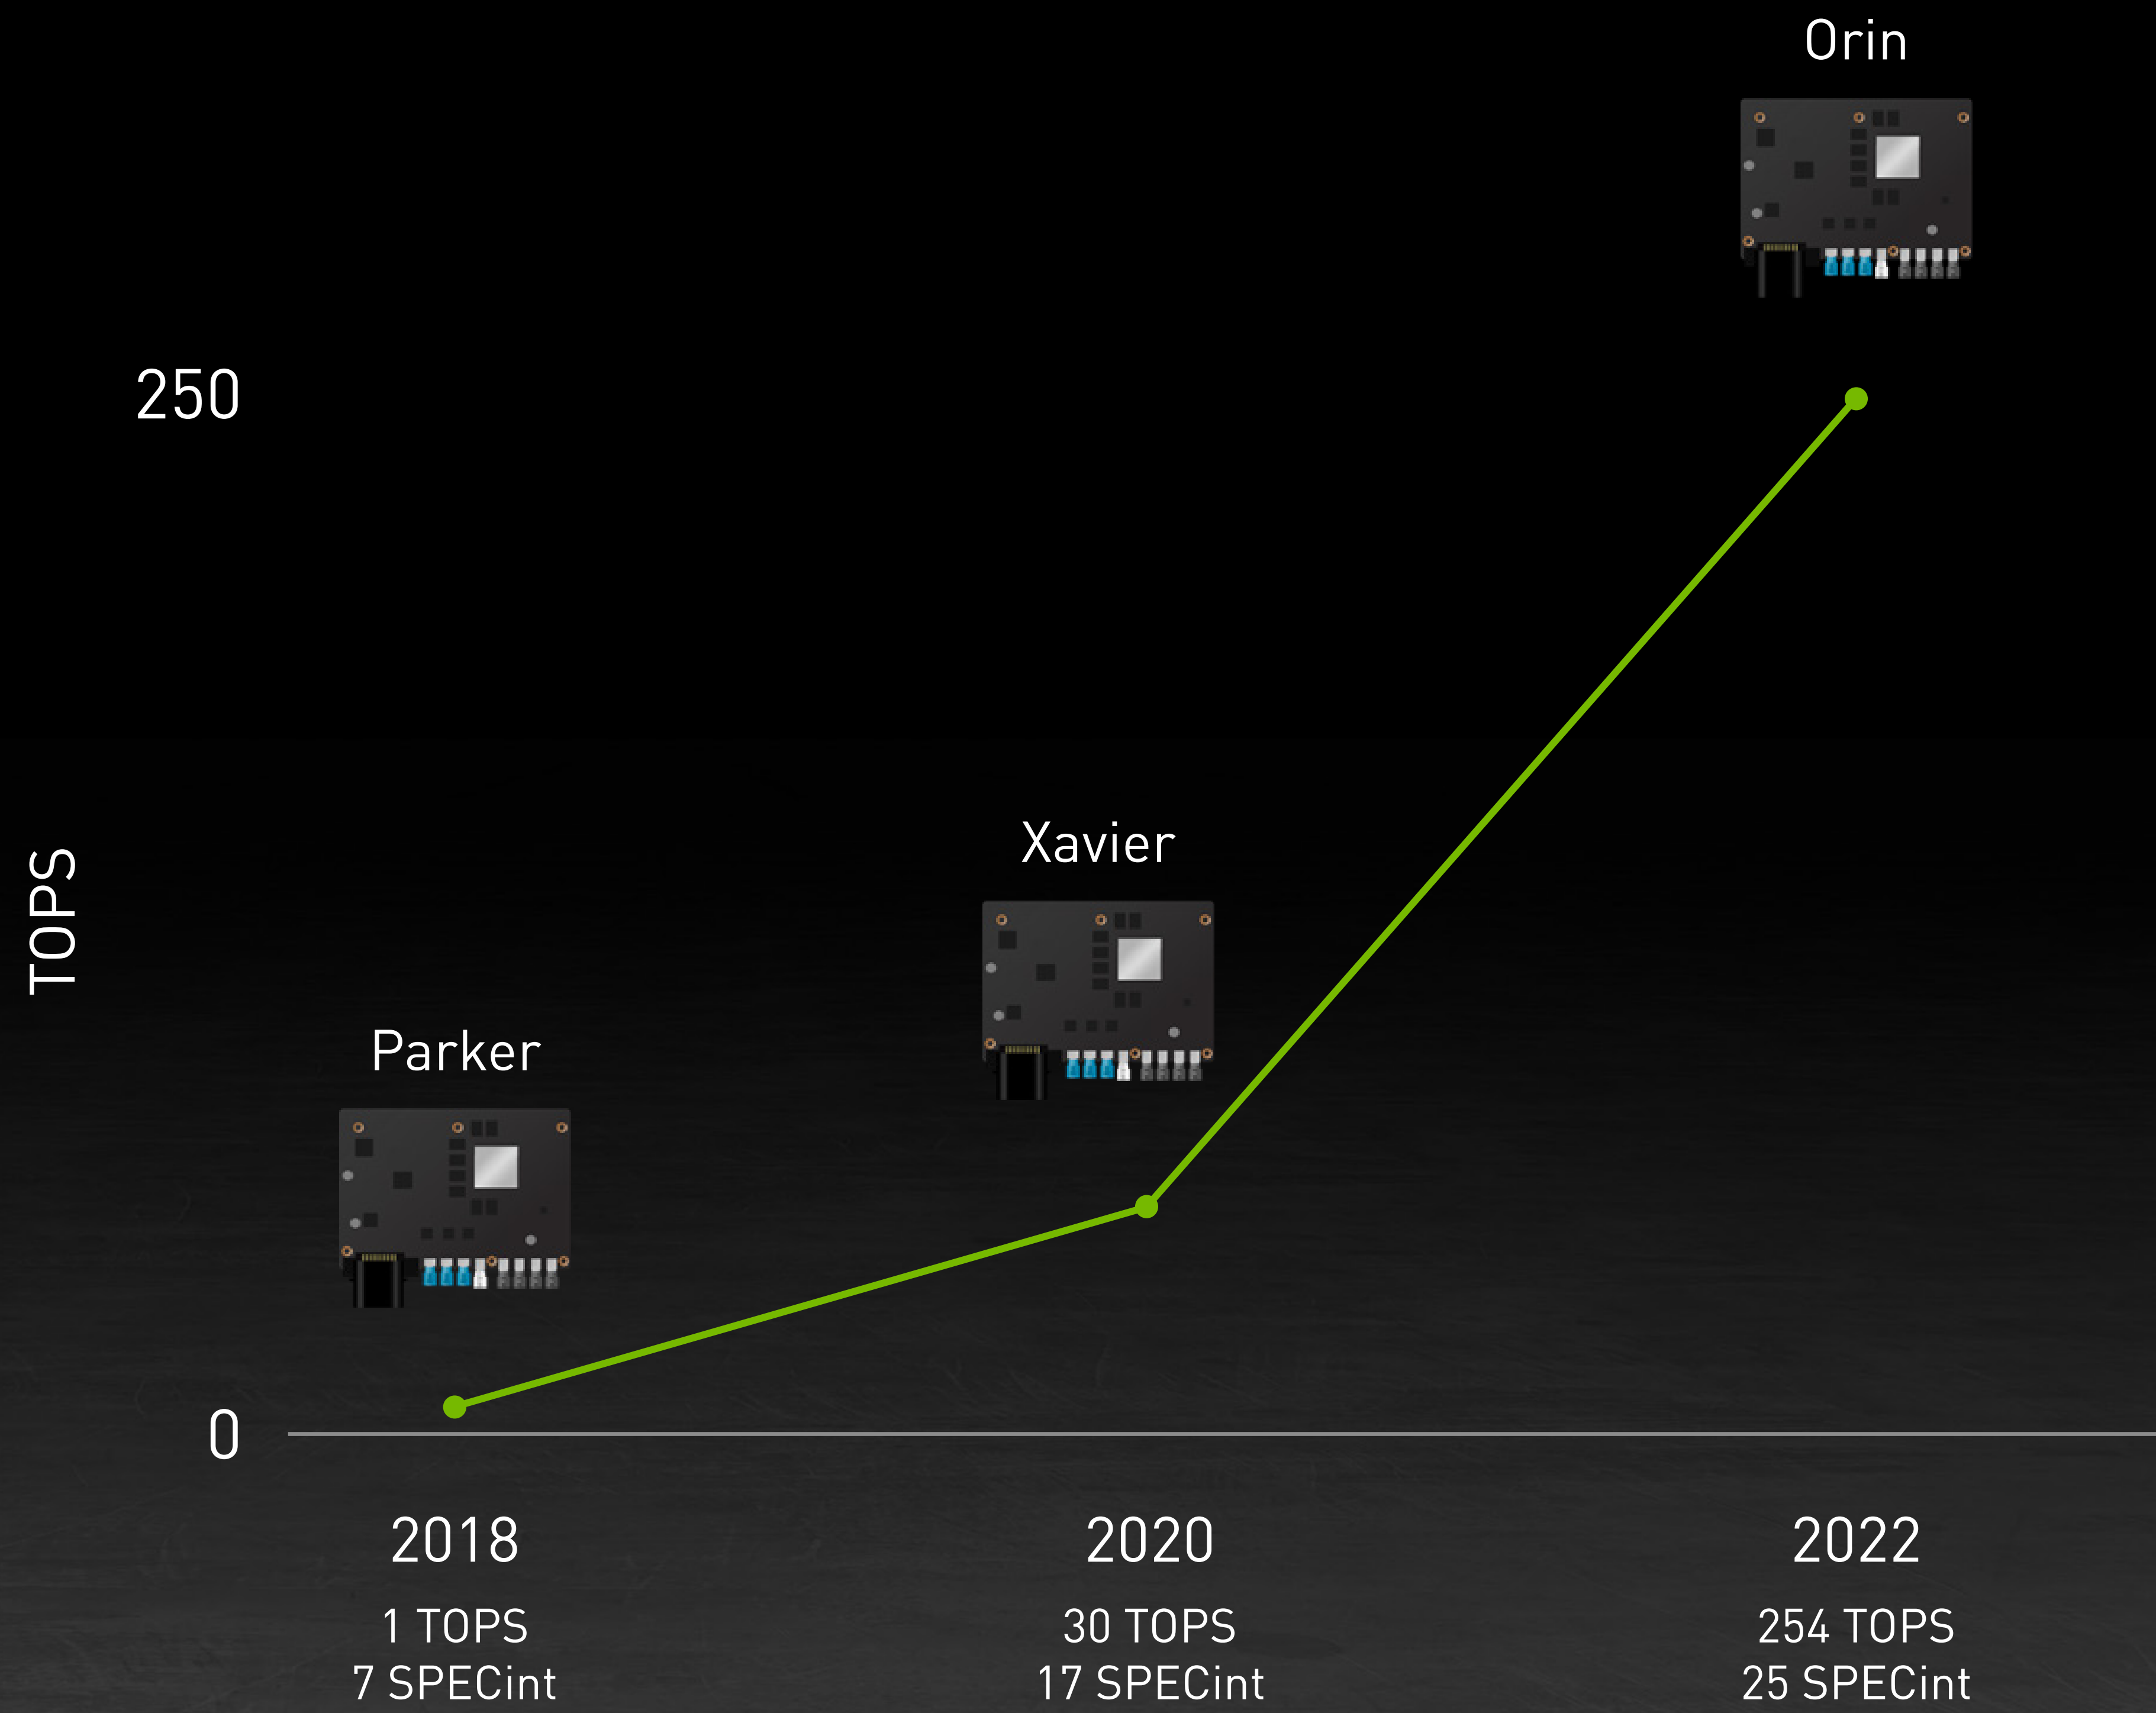 Orin
250
Xavier
TOPS
Parker
0
2018
2020
2022
1 TOPS
30 TOPS
254 TOPS
7 SPECint
17 SPECint
25 SPECint